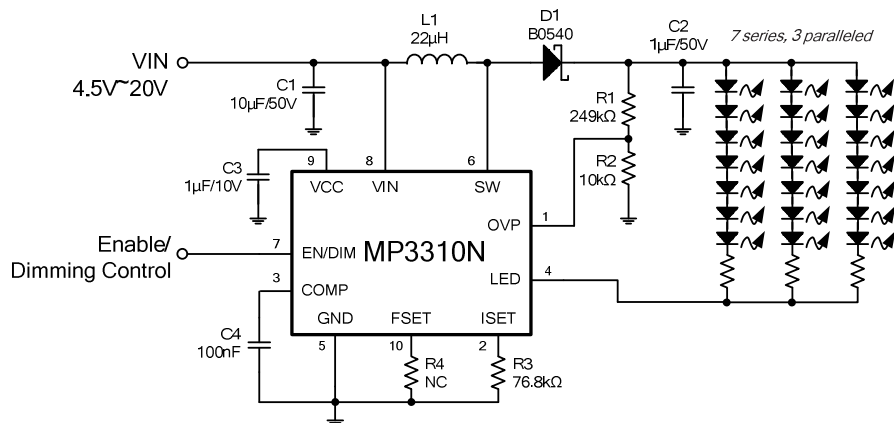 L1
22µH
D1
B0540
C2
1µF/50V
7 series, 3 paralleled
VIN
4.5V~20V
C1
10µF/50V
R1
249kΩ
R2
10kΩ
C3
1µF/10V
9
8
6
VCC
VIN
SW
OVP
1
Enable/
Dimming Control
7
EN/DIM
MP3310N
LED
4
3
COMP
GND
FSET
ISET
5
10
2
C4
100nF
R4
NC
R3
76.8kΩ